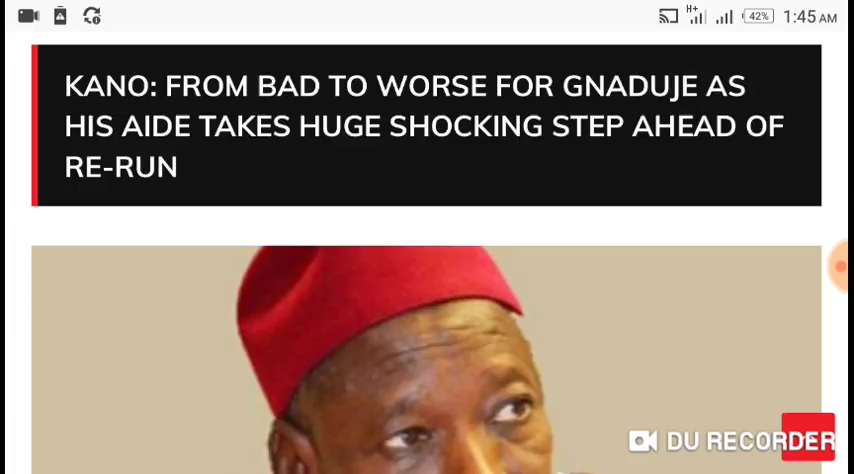 H+ 42% 1:45 AM
KANO: FROM BAD TO WORSE FOR GNADUJE AS
HIS AIDE TAKES HUGE SHOCKING STEP AHEAD OF
RE-RUN
DU RECORDER